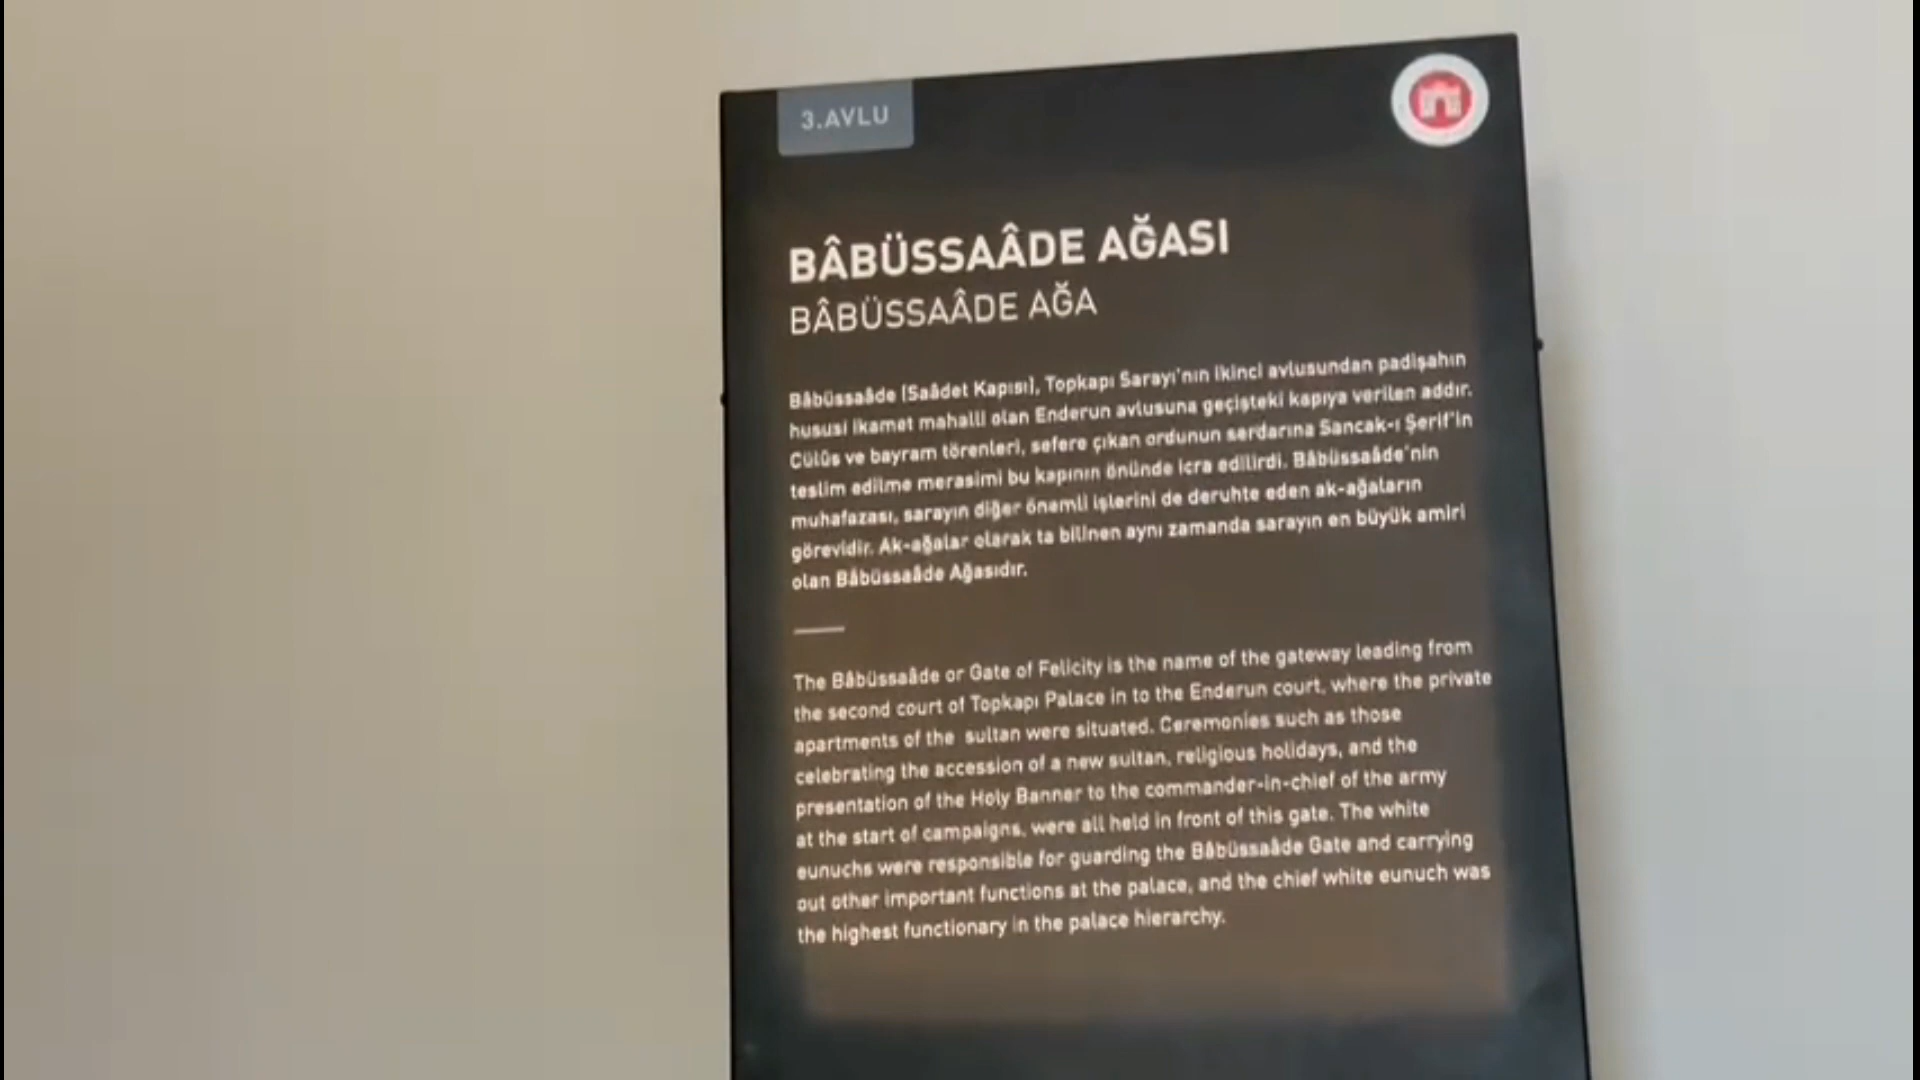 3.AVLU
BÂBÜSSAÂDE AĞASI
BÂBÜSSAÂDE AĞA
Bâbüssaâde (Saâdet Kapısı), Topkapı Sarayı'nın ikinci avlusundan padişahın
hususi ikamet mahalli olan Enderun avlusuna geçişteki kapıya verilen addır.
Cülûs ve bayram törenleri, sefere çıkan ordunun serdarına Sancak-ı Şerif'in
teslim edilme merasimi bu kapının önünde icra edilirdi. Bâbüssaâde'nin
muhafazası, sarayın diğer önemli işlerini de deruhte eden ak-ağaların
görevidir. Ak-ağalar olarak ta bilinen aynı zamanda sarayın en büyük amiri
olan Bâbüssaâde Ağasıdır.
The Bâbüssaâde or Gate of Felicity is the name of the gateway leading from
the second court of Topkapı Palace in to the Enderun court, where the private
apartments of the sultan were situated. Ceremonies such as those
celebrating the accession of a new sultan, religious holidays, and the
presentation of the Holy Banner to the commander-in-chief of the army
at the start of campaigns, were all held in front of this gate. The white
eunuchs were responsible for guarding the Bâbüssaâde Gate and carrying
out other important functions at the palace, and the chief white eunuch was
the highest functionary in the palace hierarchy.